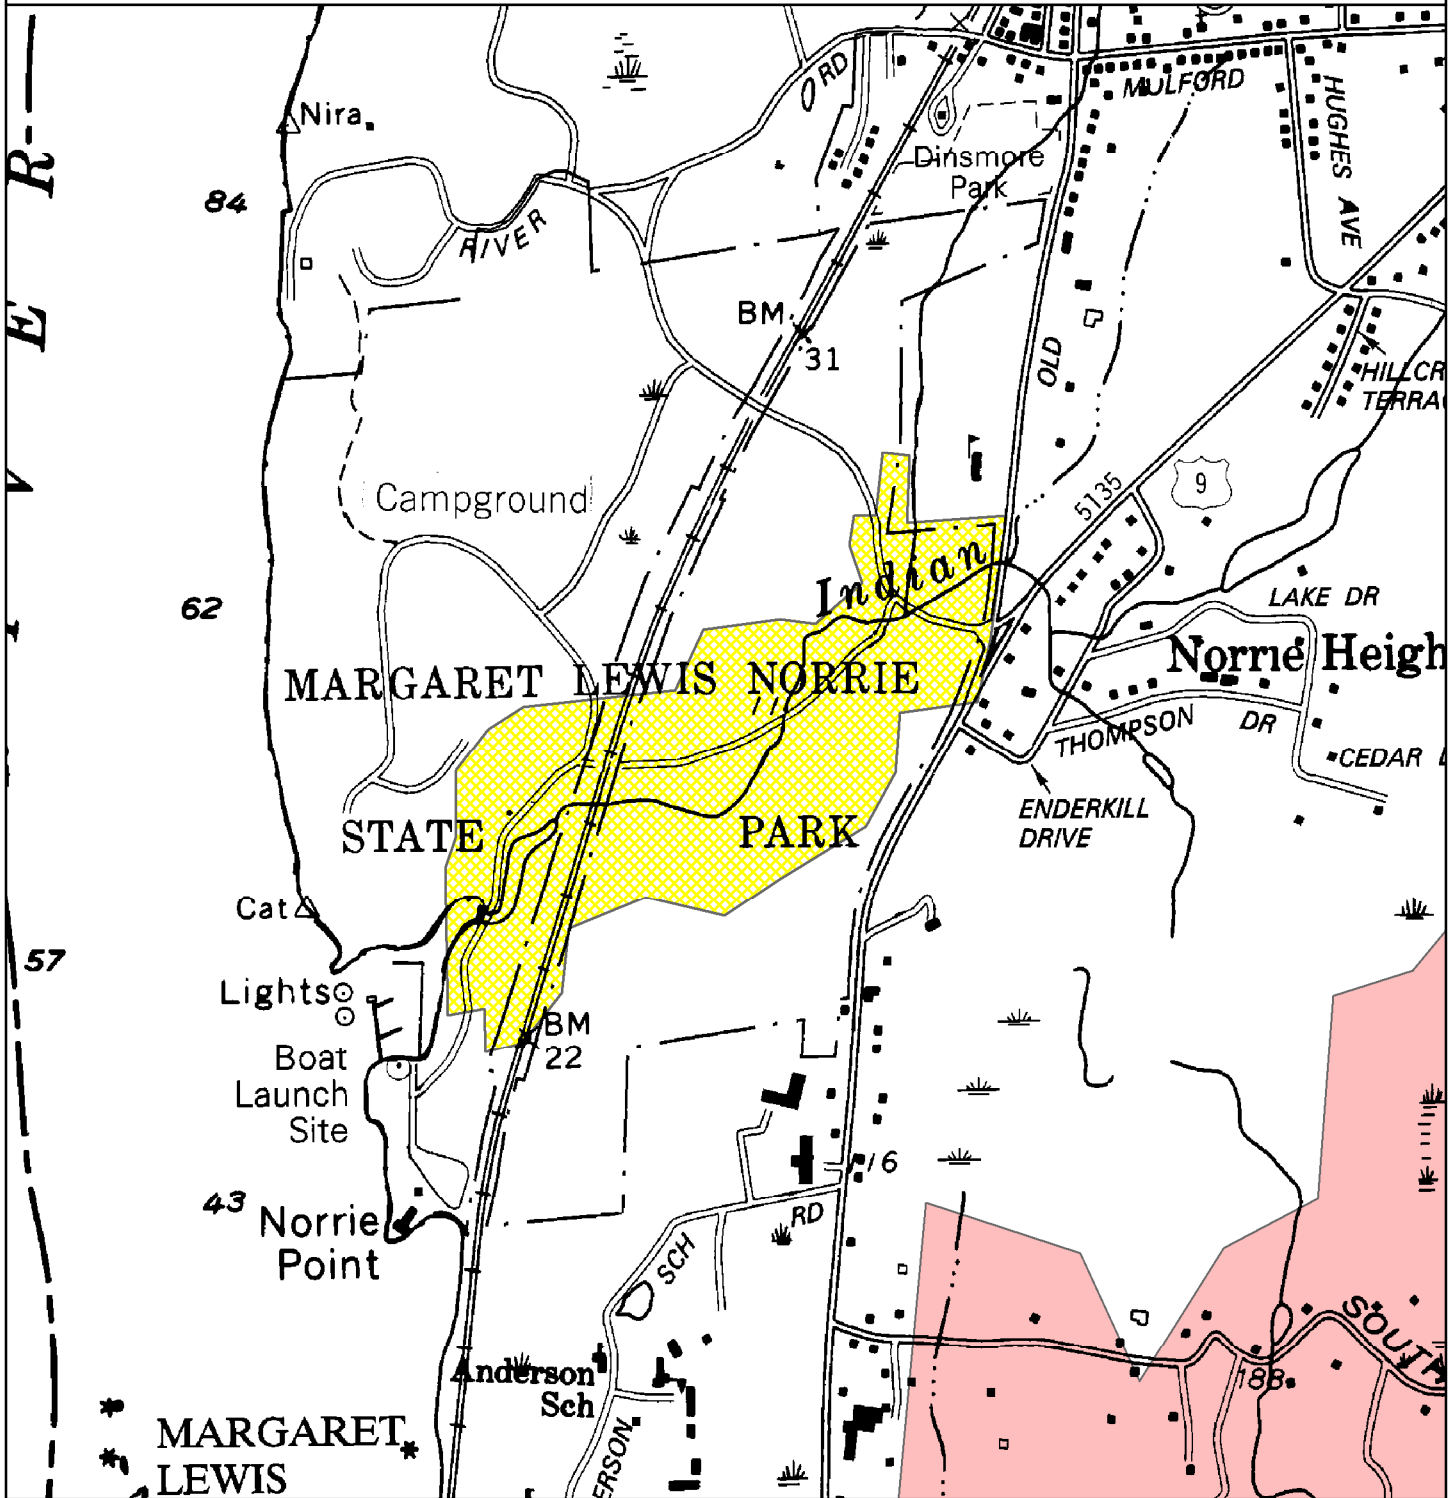 RD
MULFORD
HUGHES AVE
Nira
Dinsmore
Park
R
84
RIVER
E
BM
31
OLD
HILLCR
TERRA
V
Campground
5135
9
Indian
62
LAKE DR
MARGARET LEWIS NORRIE
Norrie Heigh
THOMPSON DR
CEDAR
STATE PARK
ENDERKILL
DRIVE
Cat
57
Lights
BM
22
Boat
Launch
Site
116
43
Norrie
Point
RD
SCH
SOUTH
Anderson
Sch
188
MARGARET
LEWIS
ERSON